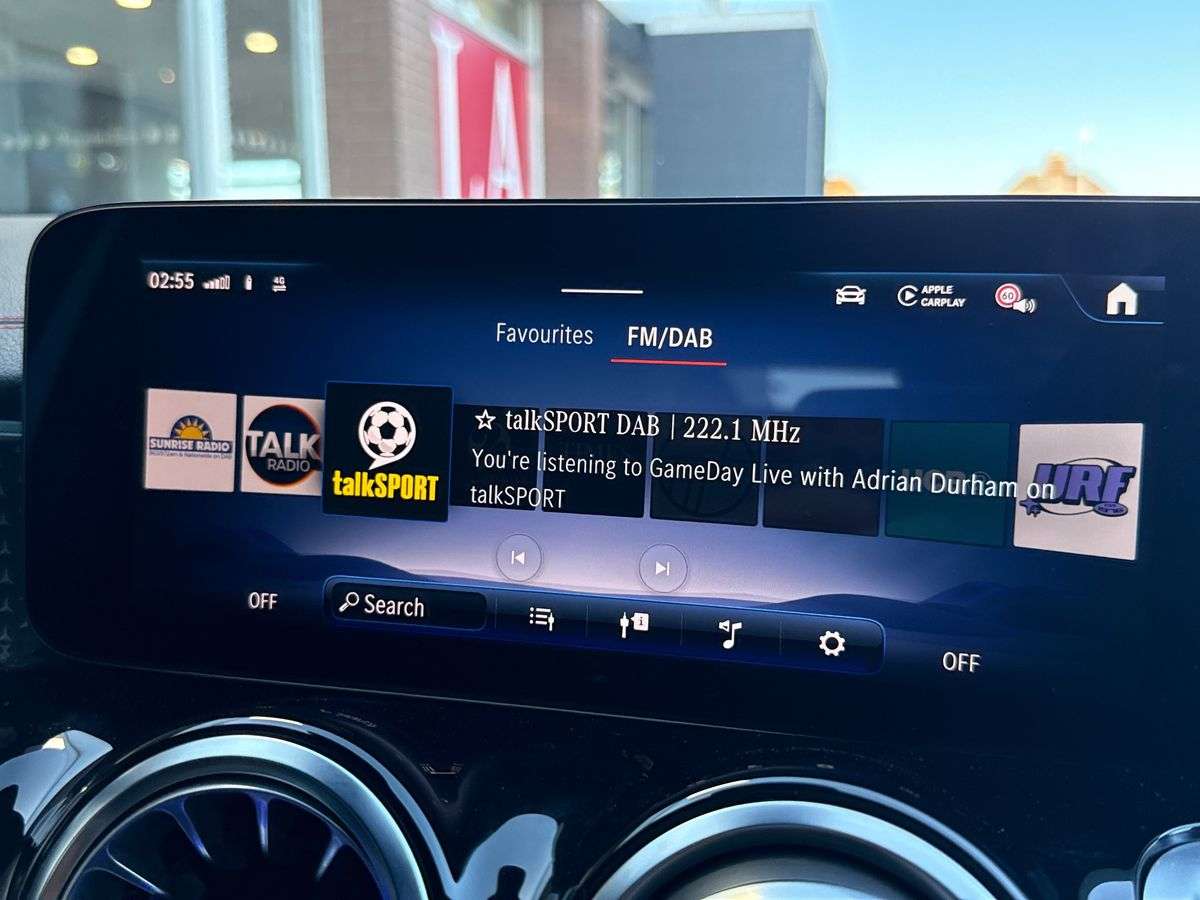 02:55
4G
APPLE
CARPLAY
60
Favourites
FM/DAB
SUNRISE RADIO
TALK
RADIO
talkSPORT
talkSPORT DAB | 222.1 MHz
You're listening to GameDay Live with Adrian Durham on
talkSPORT
URF
OFF
Search
OFF